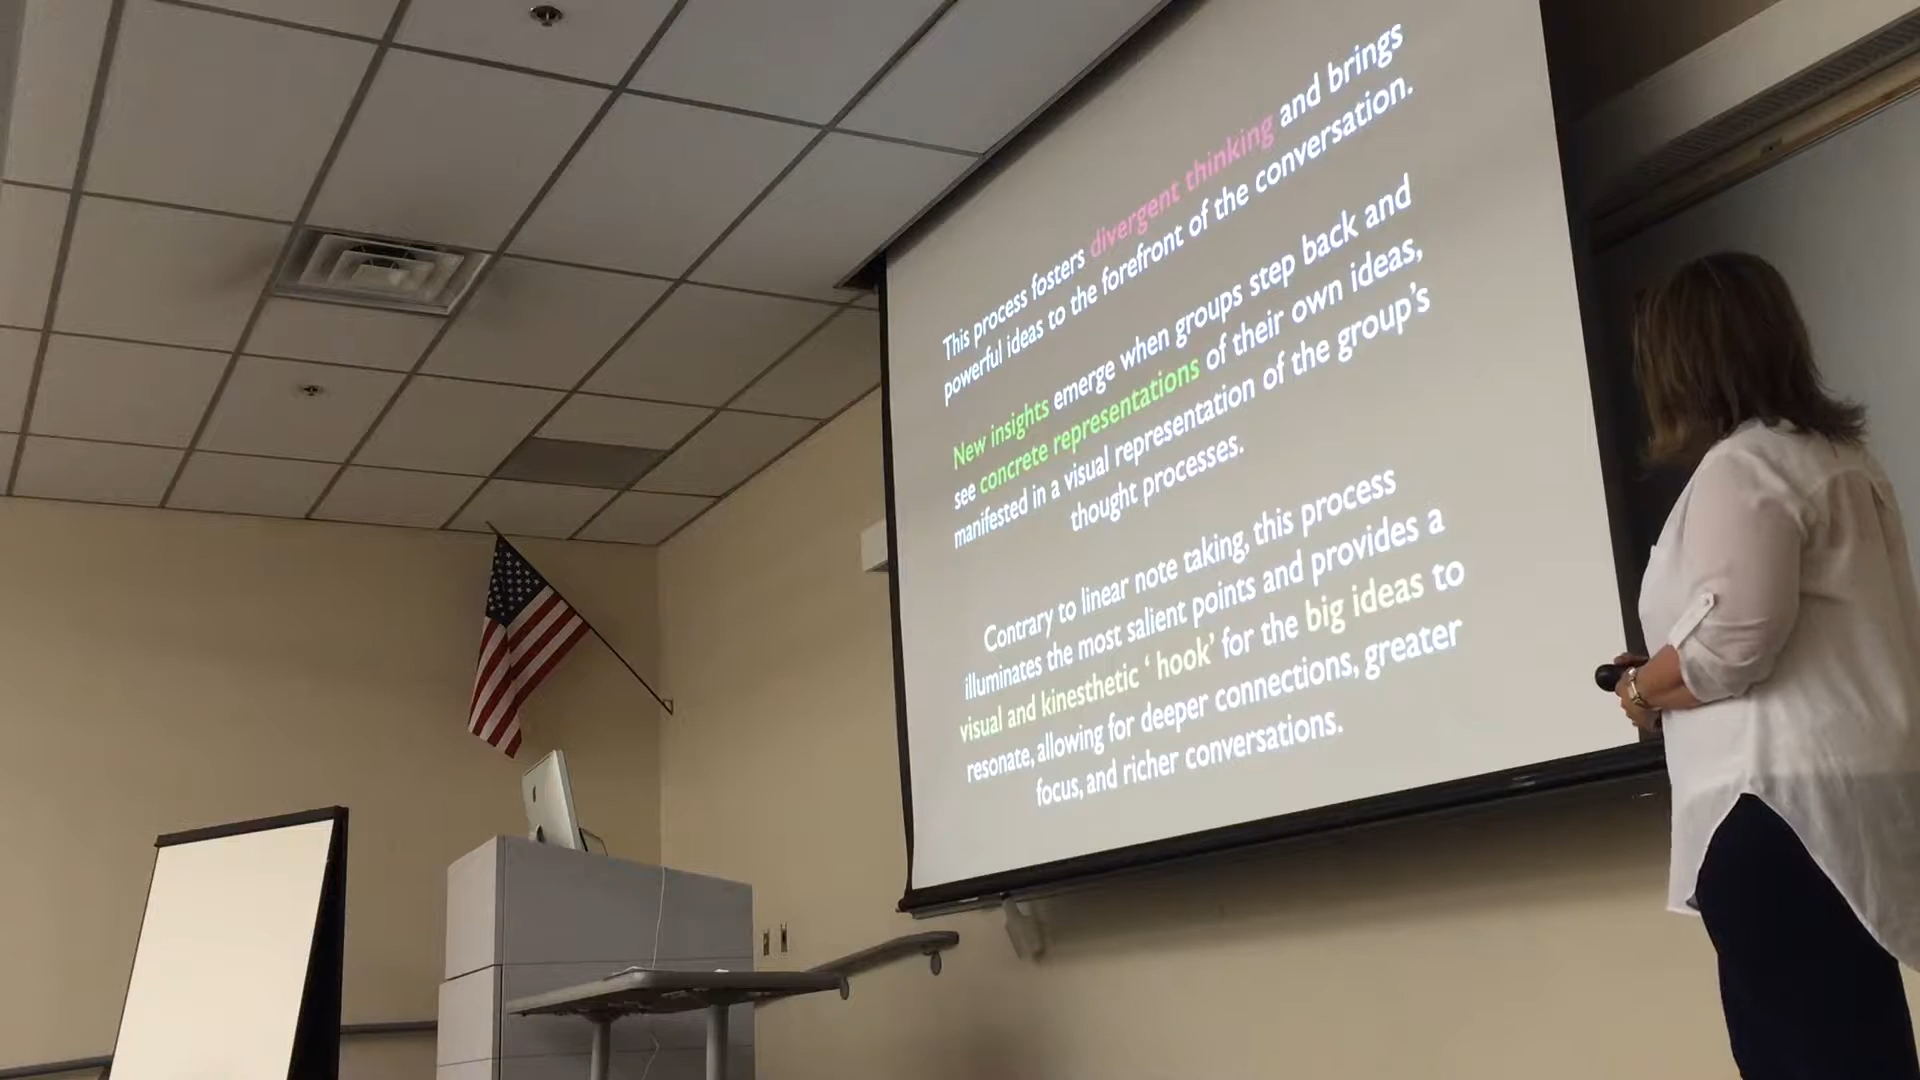 This process fosters divergent thinking and brings
powerful ideas to the forefront of the conversation.
New insights emerge when groups step back and
see concrete representations of their own ideas,
manifested in a visual representation of the group's
thought processes.
Contrary to linear note taking, this process
illuminates the most salient points and provides a
visual and kinesthetic ‘ hook’ for the big ideas to
resonate, allowing for deeper connections, greater
focus, and richer conversations.